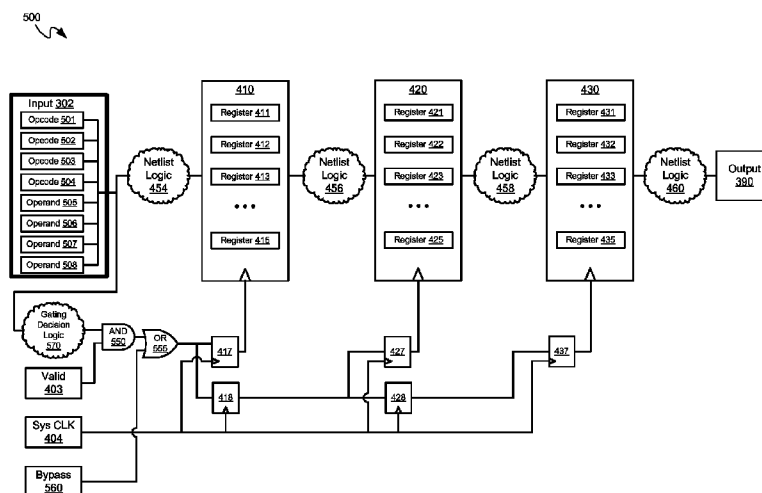 500
Input 302
Opcode 501
Opcode 502
Opcode 503
Opcode 504
Operand 505
Operand 506
Operand 507
Operand 508
Netlist
Logic
454
410
Register 411
Register 412
Register 413
• • •
Register 415
Netlist
Logic
456
420
Register 421
Register 422
Register 423
• • •
Register 425
Netlist
Logic
458
430
Register 431
Register 432
Register 433
• • •
Register 435
Netlist
Logic
460
Output
390
Gating
Decision
Logic
570
AND
550
OR
555
417
427
437
418
428
Valid
403
Sys CLK
404
Bypass
560